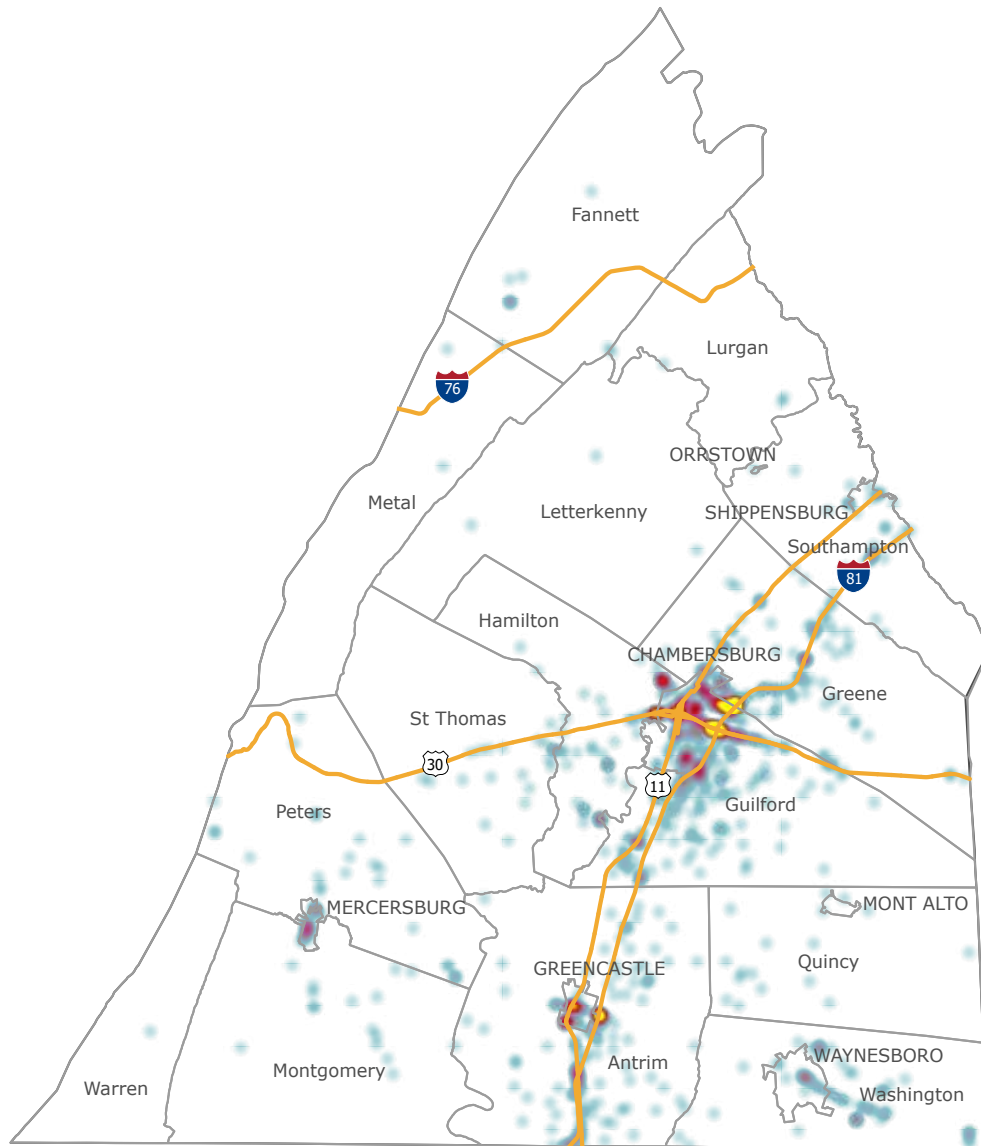 Fannett
Lurgan
76
ORRSTOWN
Metal
Letterkenny
SHIPPENSBURG
Southampton
81
Hamilton
CHAMBERSBURG
Greene
St Thomas
30
11
Guilford
Peters
MERCERSBURG
MONT ALTO
Quincy
GREENCASTLE
WAYNESBORO
Antrim
Montgomery
Warren
Washington